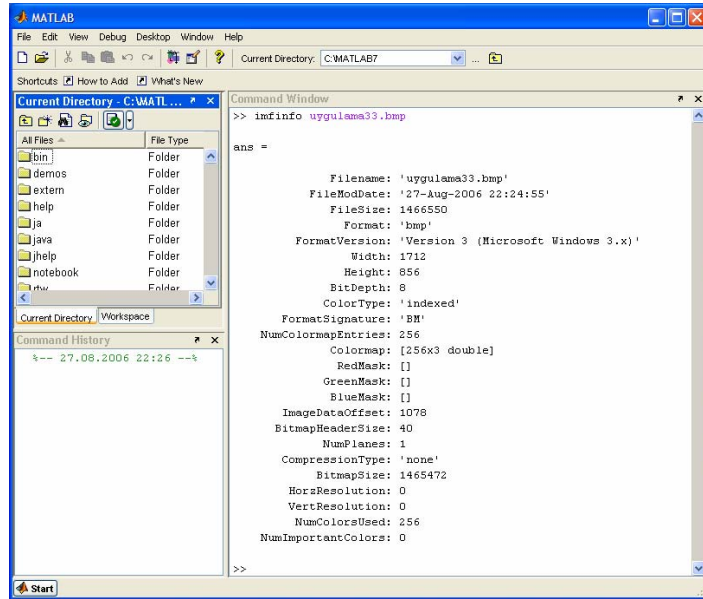 MATLAB
File Edit View Debug Desktop Window Help
Current Directory: C:\MATLAB7 ...
Shortcuts How to Add What's New
Current Directory - C:\MATL...
All Files File Type
bin Folder
demos Folder
extern Folder
help Folder
ja Folder
java Folder
jhelp Folder
notebook Folder
rtw Folder
Current Directory Workspace
Command History
%-- 27.08.2006 22:26 --%
Command Window
>> imfinfo uygulama33.bmp
ans =
Filename: 'uygulama33.bmp'
FileModDate: '27-Aug-2006 22:24:55'
FileSize: 1466550
Format: 'bmp'
FormatVersion: 'Version 3 (Microsoft Windows 3.x)'
Width: 1712
Height: 856
BitDepth: 8
ColorType: 'indexed'
FormatSignature: 'BM'
NumColormapEntries: 256
Colormap: [256x3 double]
RedMask: []
GreenMask: []
BlueMask: []
ImageDataOffset: 1078
BitmapHeaderSize: 40
NumPlanes: 1
CompressionType: 'none'
BitmapSize: 1465472
HorzResolution: 0
VertResolution: 0
NumColorsUsed: 256
NumImportantColors: 0
>>
Start